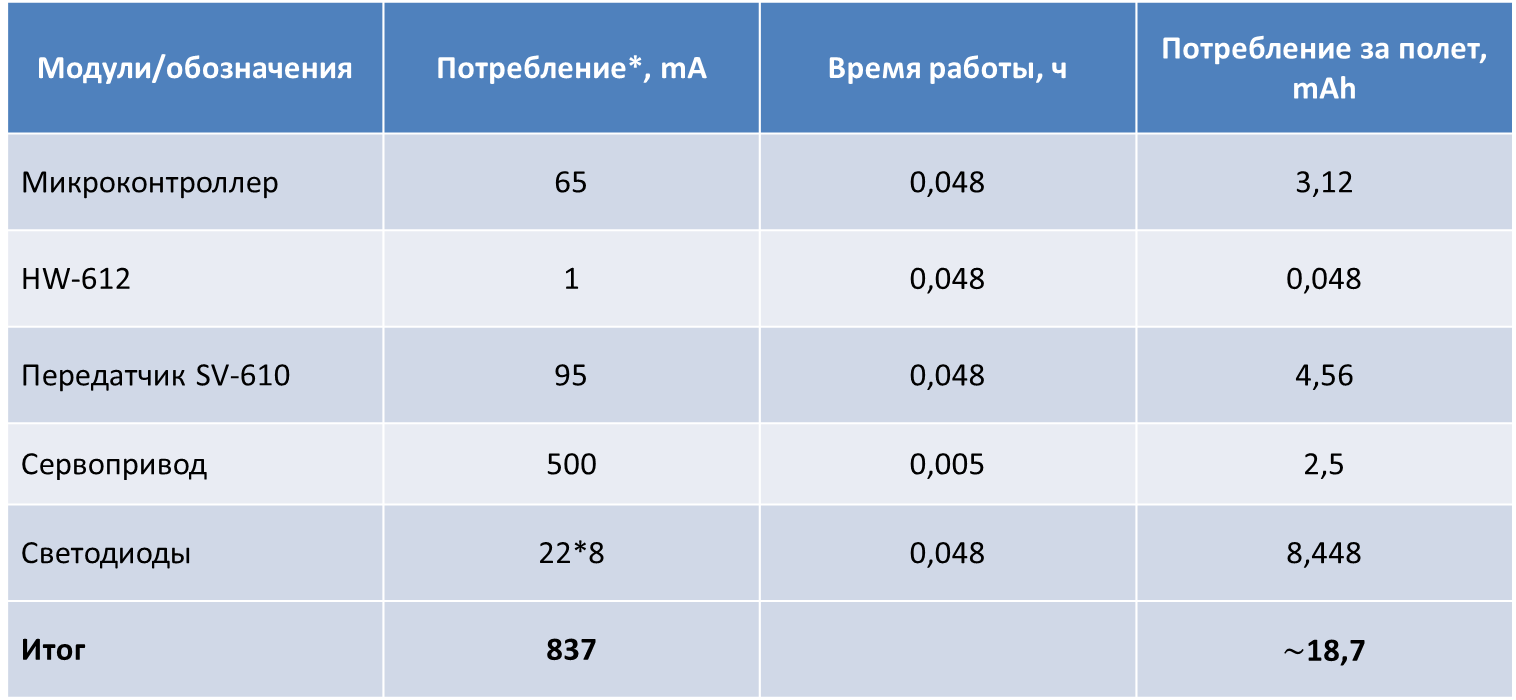 Модули/обозначения
Потребление*, mA
Время работы, ч
Потребление за полет,
mAh
Микроконтроллер
65
0,048
3,12
HW-612
1
0,048
0,048
Передатчик SV-610
95
0,048
4,56
Сервопривод
500
0,005
2,5
Светодиоды
22*8
0,048
8,448
Итог
837
~18,7